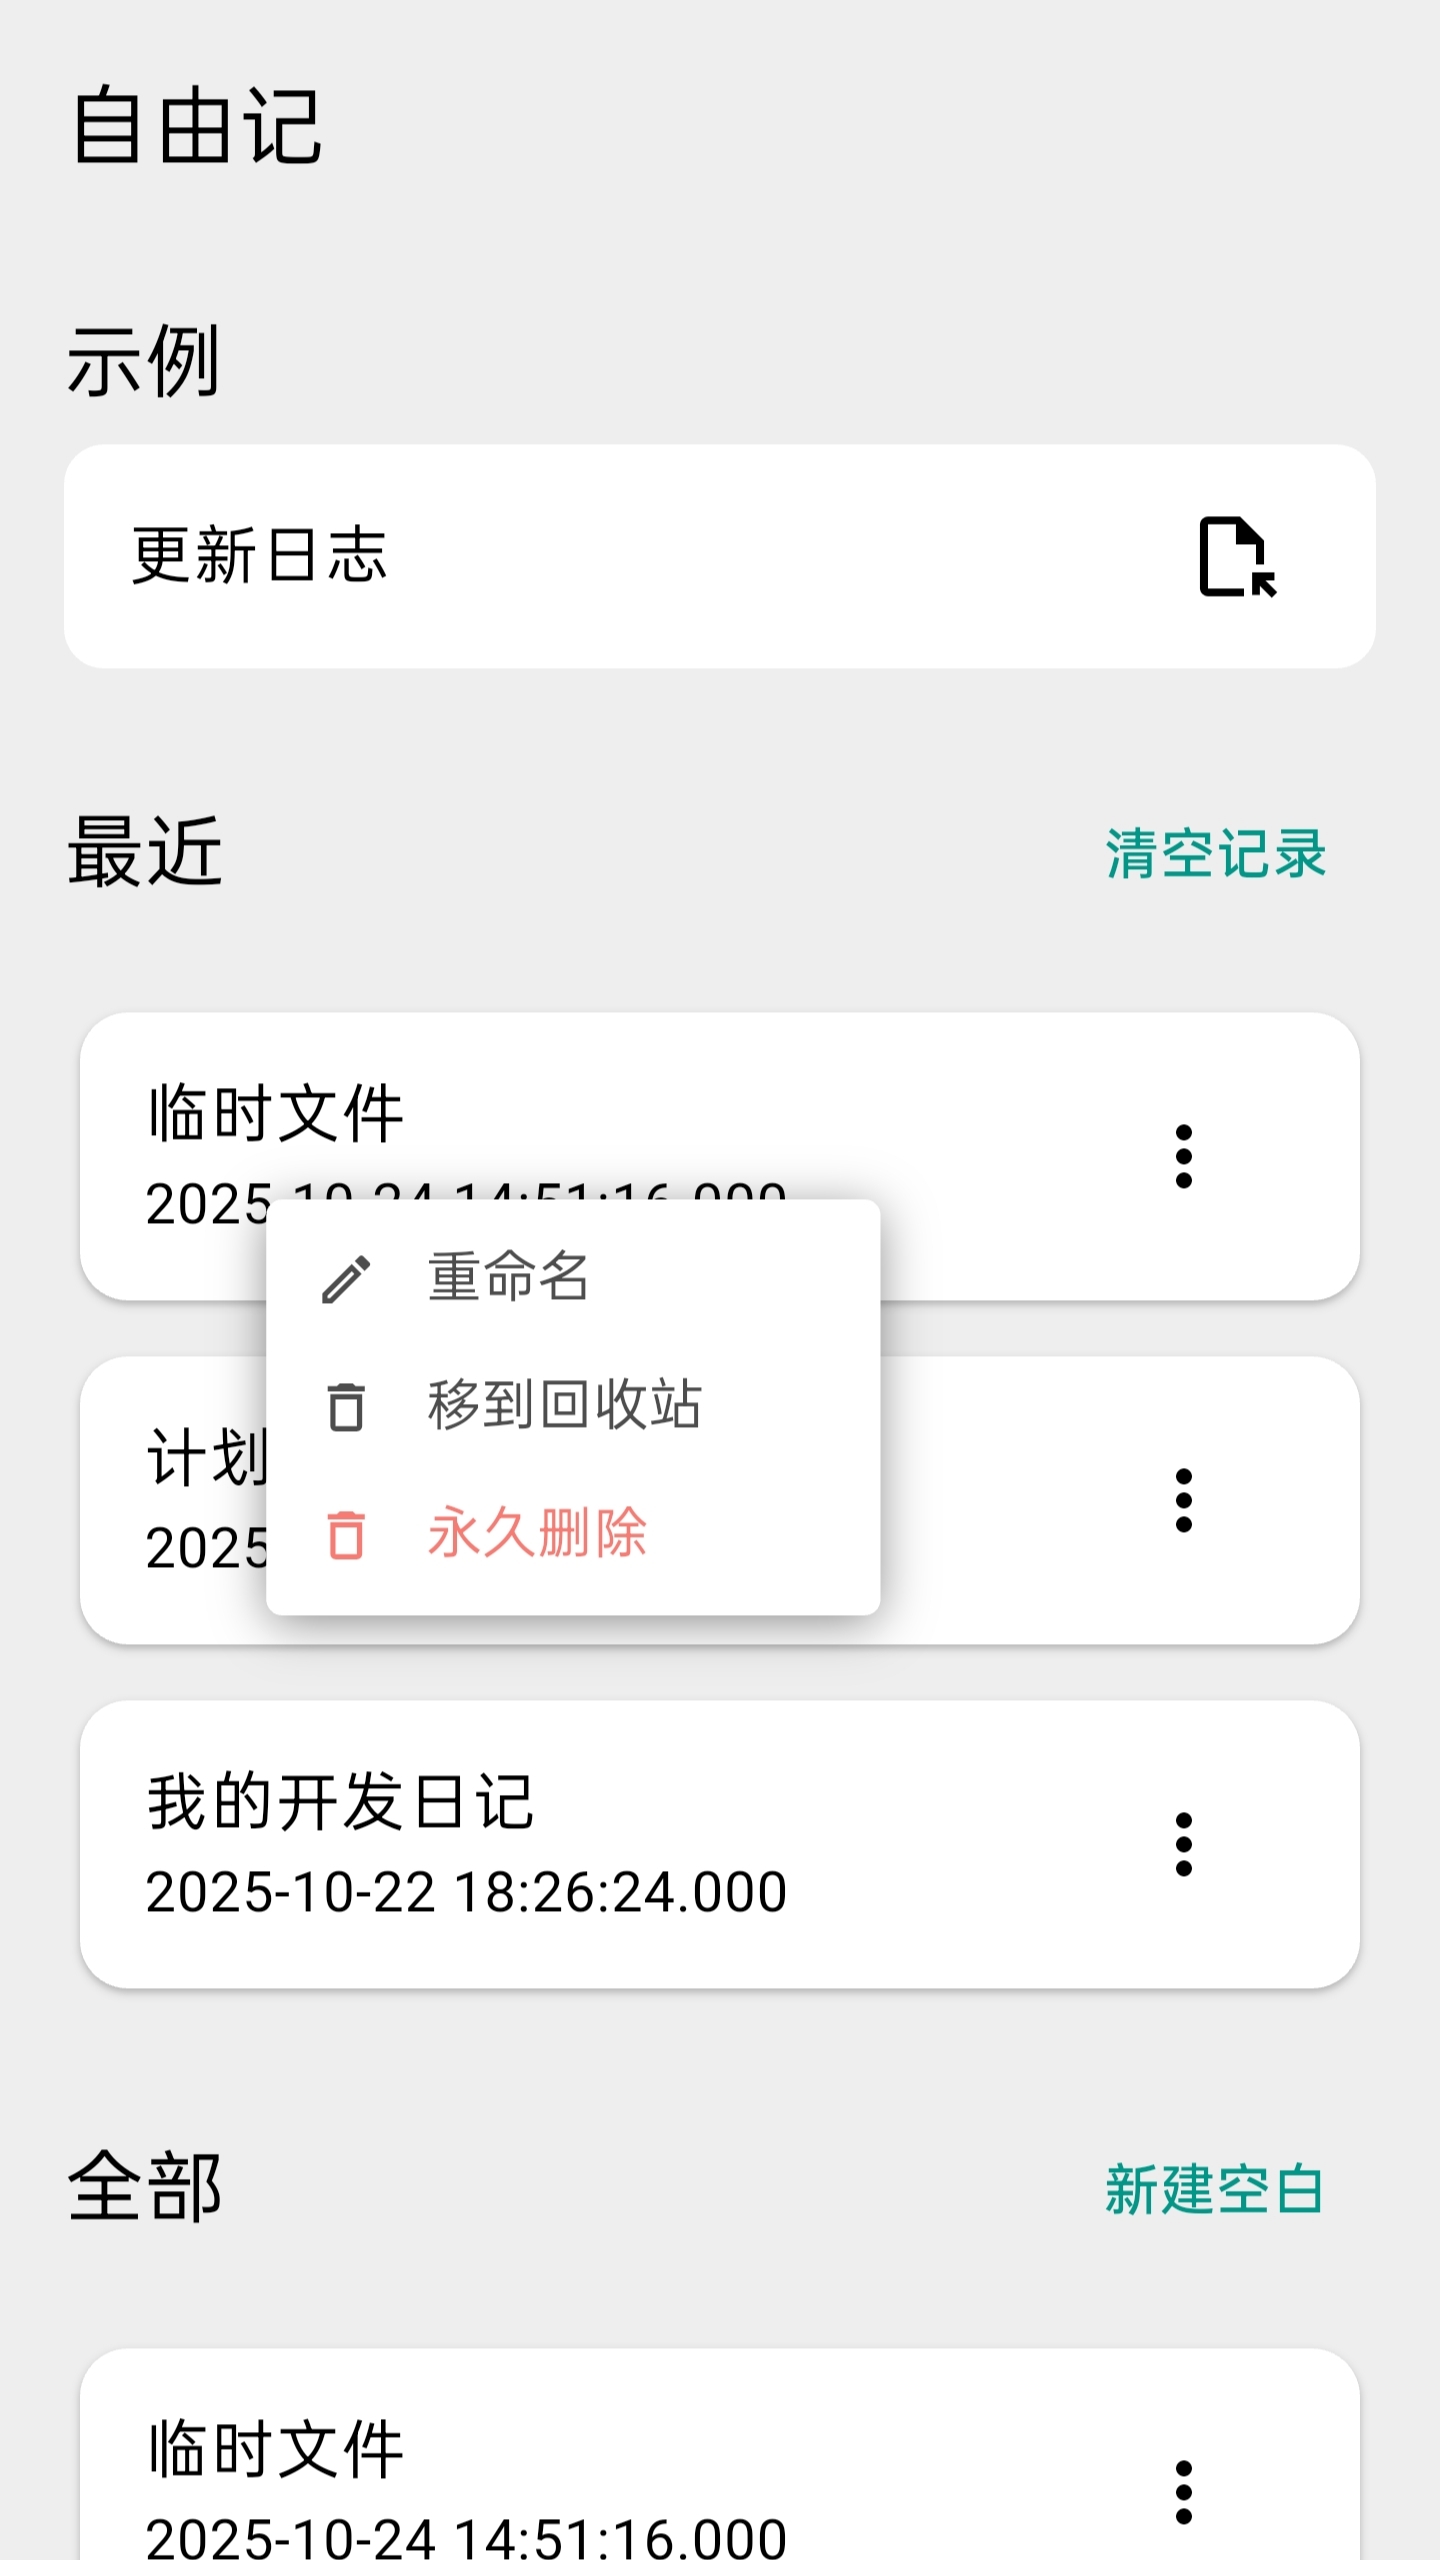 自由记
示例
更新日志
最近
清空记录
临时文件
2025-10-24 14:51:16.000
重命名
移到回收站
永久删除
计划
2025
我的开发日记
2025-10-22 18:26:24.000
全部
新建空白
临时文件
2025-10-24 14:51:16.000